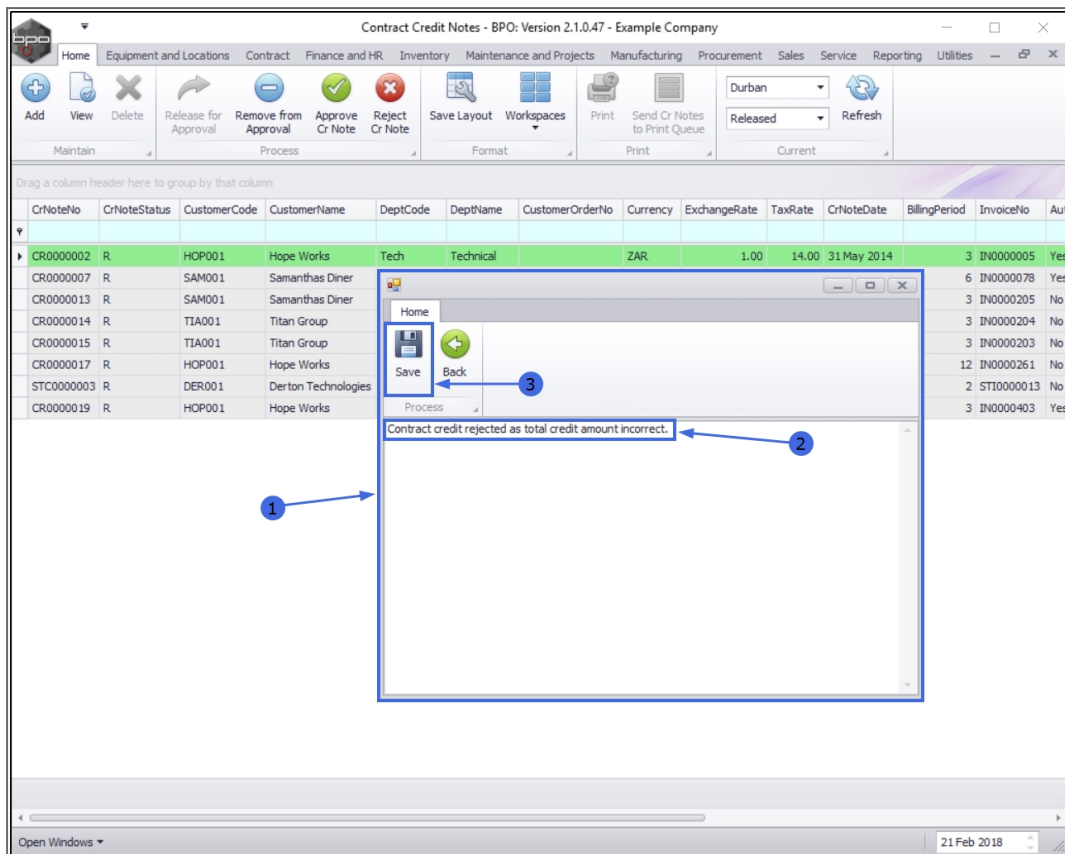 Contract Credit Notes - BPO: Version 2.1.0.47 - Example Company
bpo
Home Equipment and Locations Contract Finance and HR Inventory Maintenance and Projects Manufacturing Procurement Sales Service Reporting Utilities
Add View Delete Release for Approval Remove from Approval Approve Cr Note Reject Cr Note Save Layout Workspaces Print Send Cr Notes to Print Queue Durban Released Refresh
Maintain Process Format Print Current
Drag a column header here to group by that column
CrNoteNo CrNoteStatus CustomerCode CustomerName DeptCode DeptName CustomerOrderNo Currency ExchangeRate TaxRate CrNoteDate BillingPeriod InvoiceNo Au
CR0000002 R HOP001 Hope Works Tech Technical ZAR 1.00 14.00 31 May 2014 3 IN0000005 Yes
CR0000007 R SAM001 Samanthas Diner 6 IN0000078 Yes
CR0000013 R SAM001 Samanthas Diner 3 IN0000205 No
CR0000014 R TIA001 Titan Group 3 IN0000204 No
CR0000015 R TIA001 Titan Group 3 IN0000203 No
CR0000017 R HOP001 Hope Works 12 IN0000261 No
STC0000003 R DER001 Derton Technologies 2 STI0000013 No
CR0000019 R HOP001 Hope Works 3 IN0000403 Yes
Home
Save Back
3
Process
Contract credit rejected as total credit amount incorrect.
2
1
Open Windows 21 Feb 2018